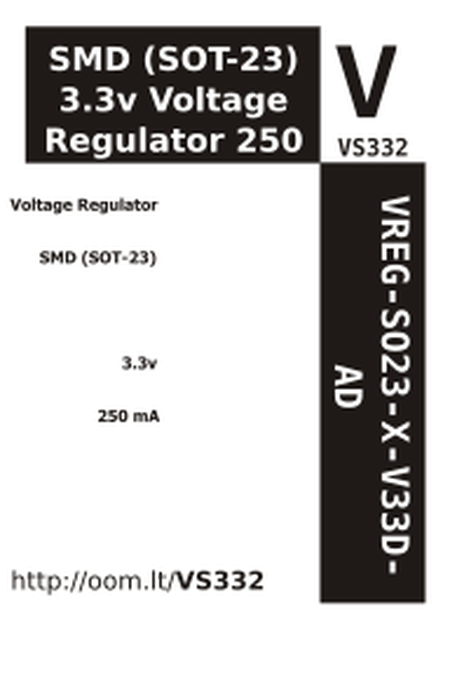 SMD (SOT-23)
3.3v Voltage
Regulator 250
V
VS332
Voltage Regulator
SMD (SOT-23)
3.3v
250 mA
VREG-SO23-X-V33D-
AD
http://oom.lt/VS332